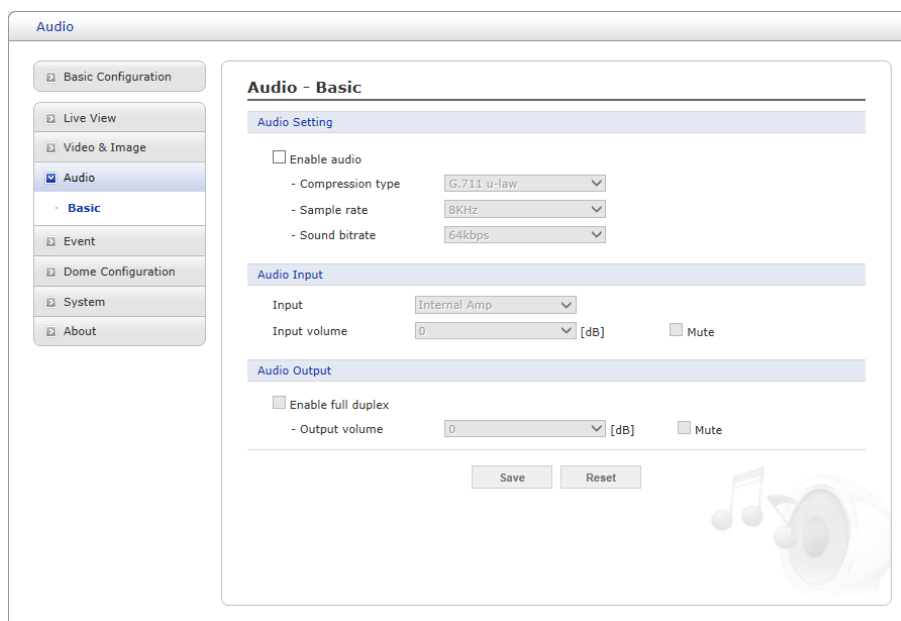 Audio
Basic Configuration
Live View
Video & Image
Audio
· Basic
Event
Dome Configuration
System
About
Audio - Basic
Audio Setting
Enable audio
- Compression type G.711 u-law
- Sample rate 8KHz
- Sound bitrate 64kbps
Audio Input
Input Internal Amp
Input volume 0 [dB] Mute
Audio Output
Enable full duplex
- Output volume 0 [dB] Mute
Save Reset